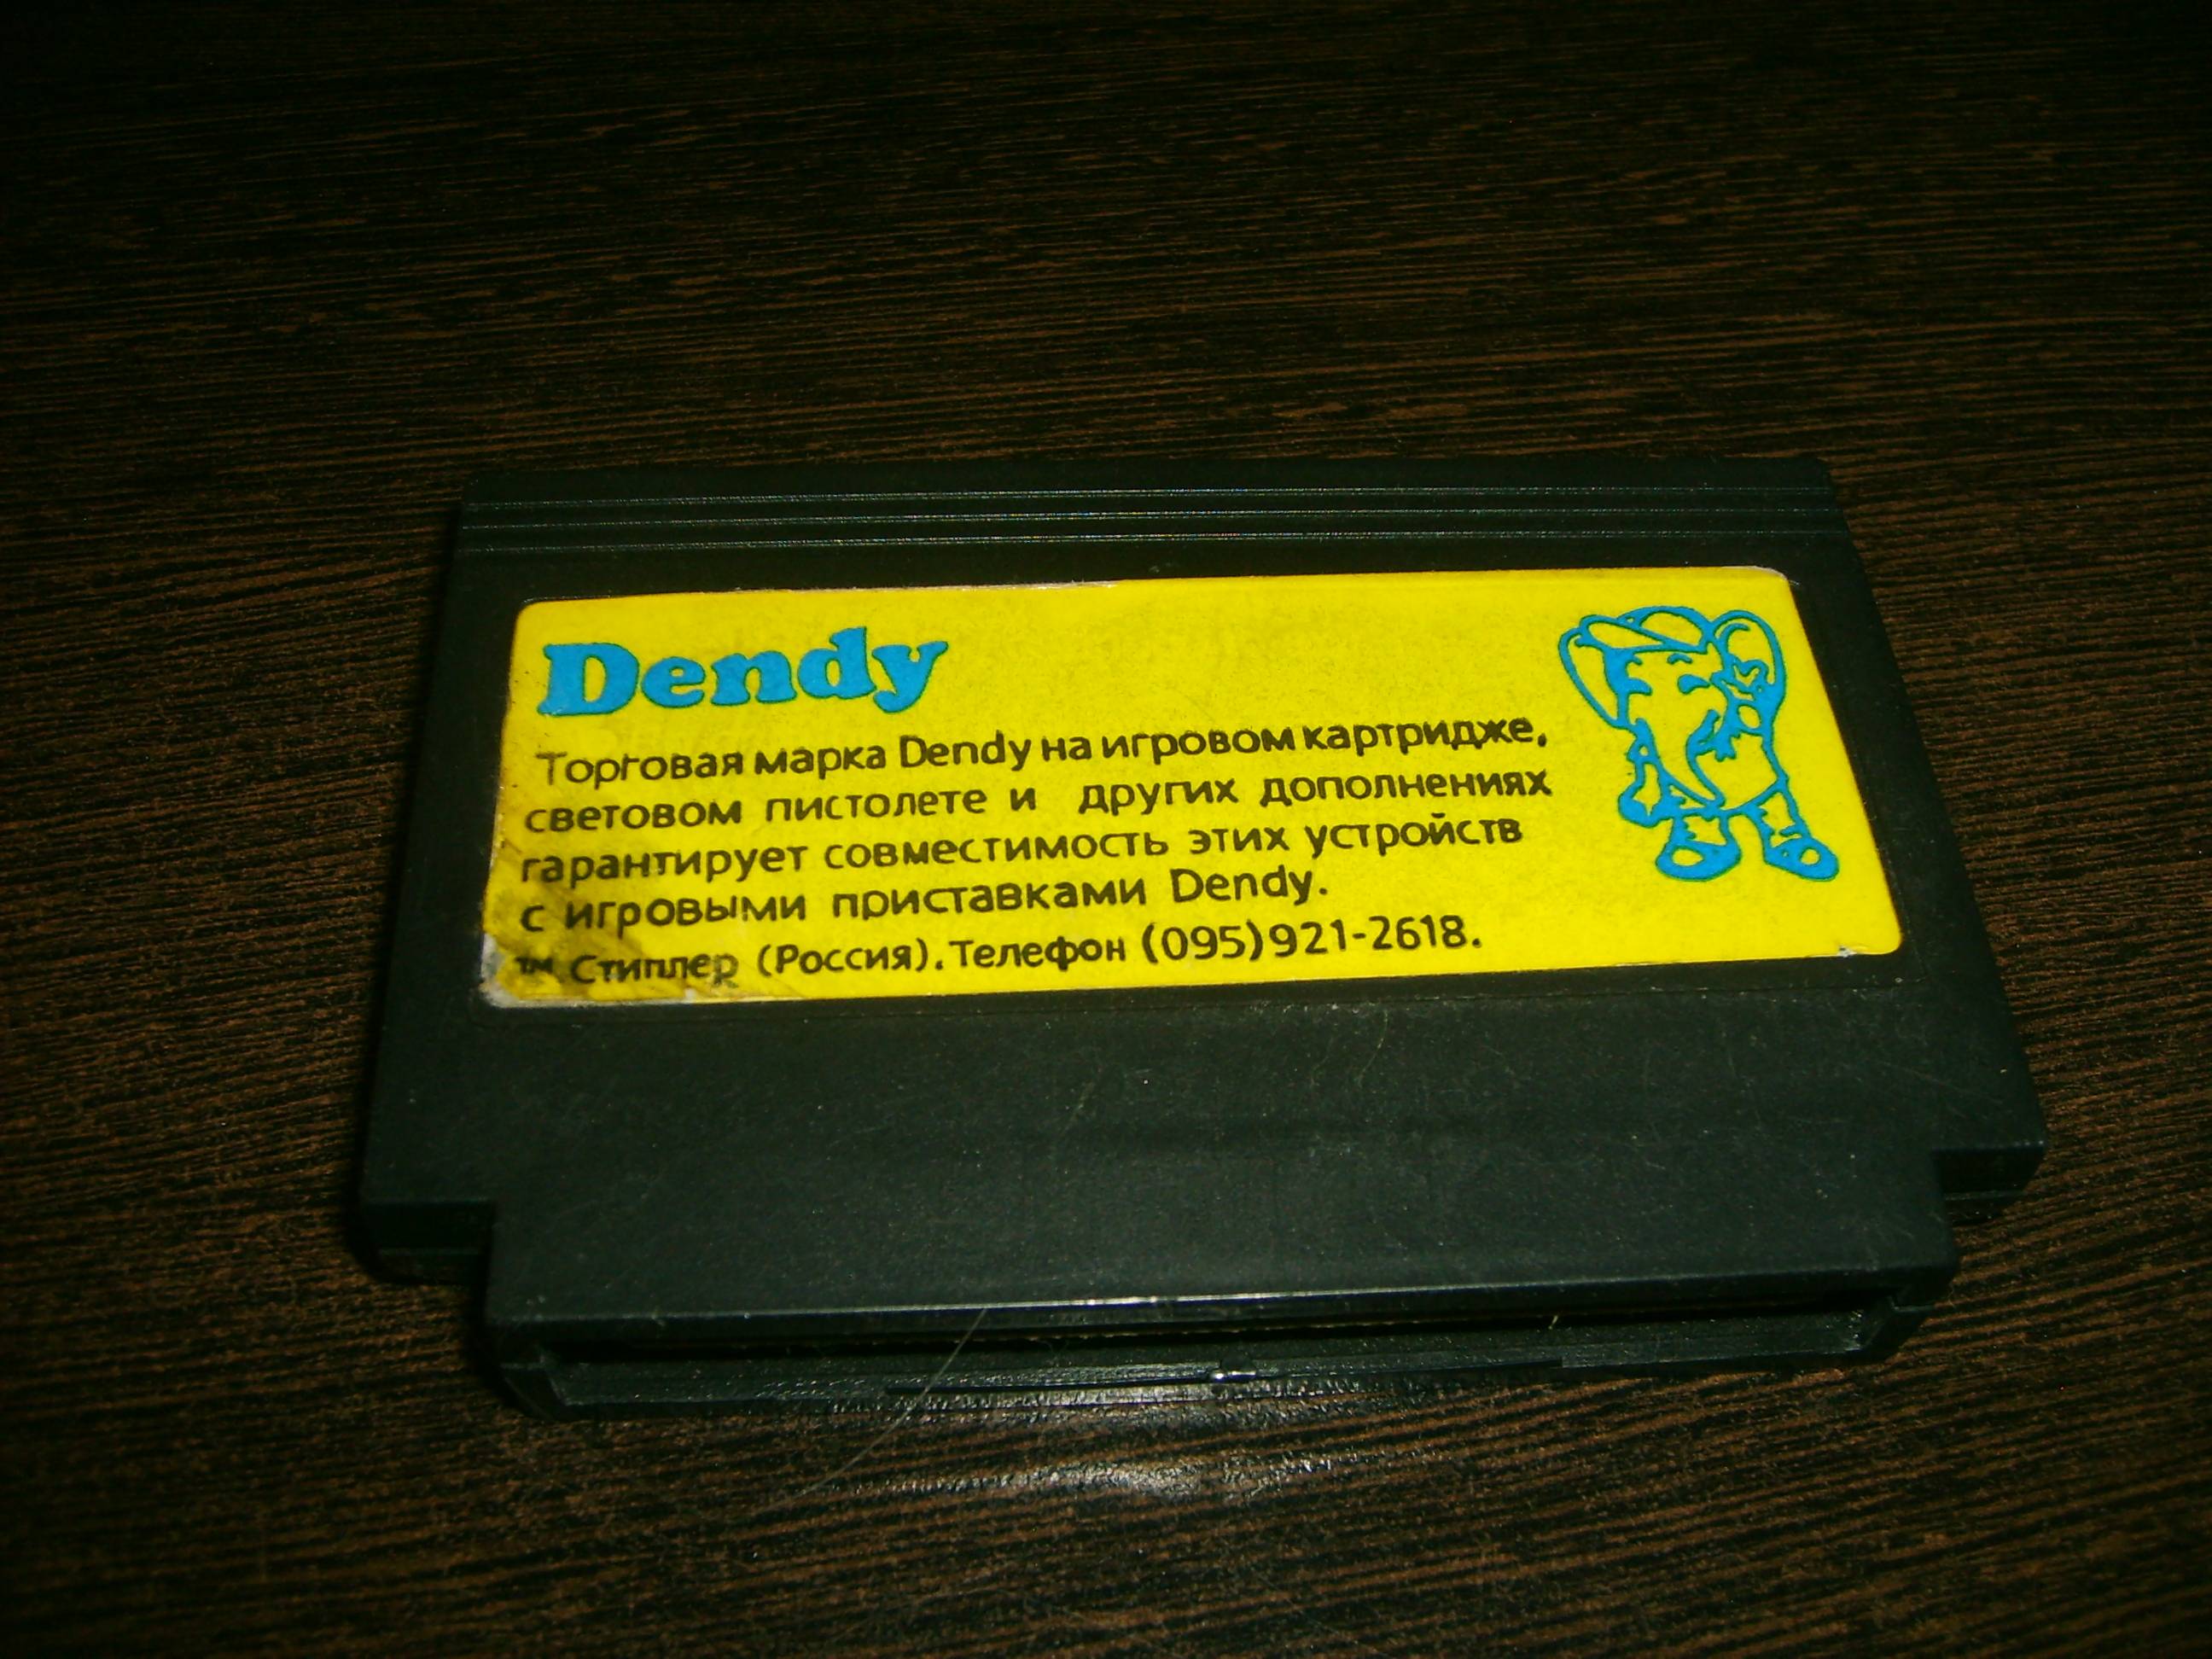 Dendy
Торговая марка Dendy на игровом картридже,
световом пистолете и других дополнениях
гарантирует совместимость этих устройств
с игровыми приставками Dendy.
™ Стиплер (Россия). Телефон (095)921-2618.